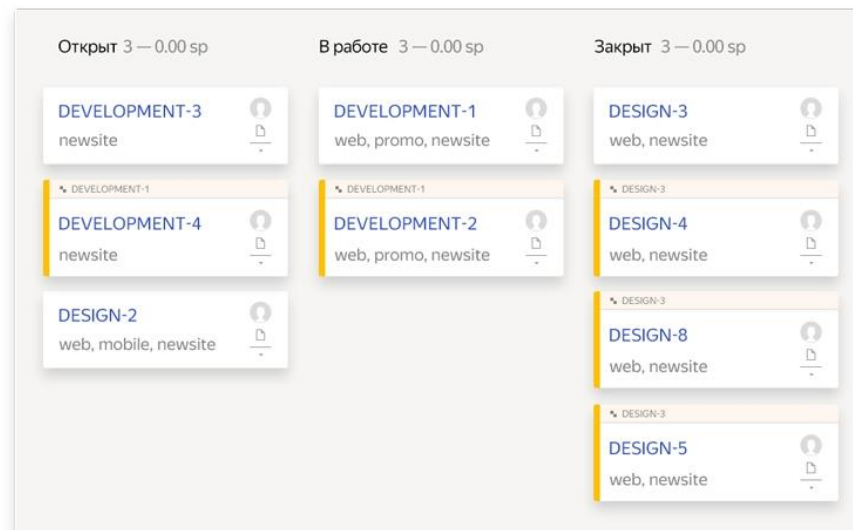 Открыт 3 — 0.00 sp
DEVELOPMENT-3
newsite
DEVELOPMENT-1
DEVELOPMENT-4
newsite
DESIGN-2
web, mobile, newsite
В работе 3 — 0.00 sp
DEVELOPMENT-1
web, promo, newsite
DEVELOPMENT-1
DEVELOPMENT-2
web, promo, newsite
Закрыт 3 — 0.00 sp
DESIGN-3
web, newsite
DESIGN-3
DESIGN-4
web, newsite
DESIGN-3
DESIGN-8
web, newsite
DESIGN-3
DESIGN-5
web, newsite